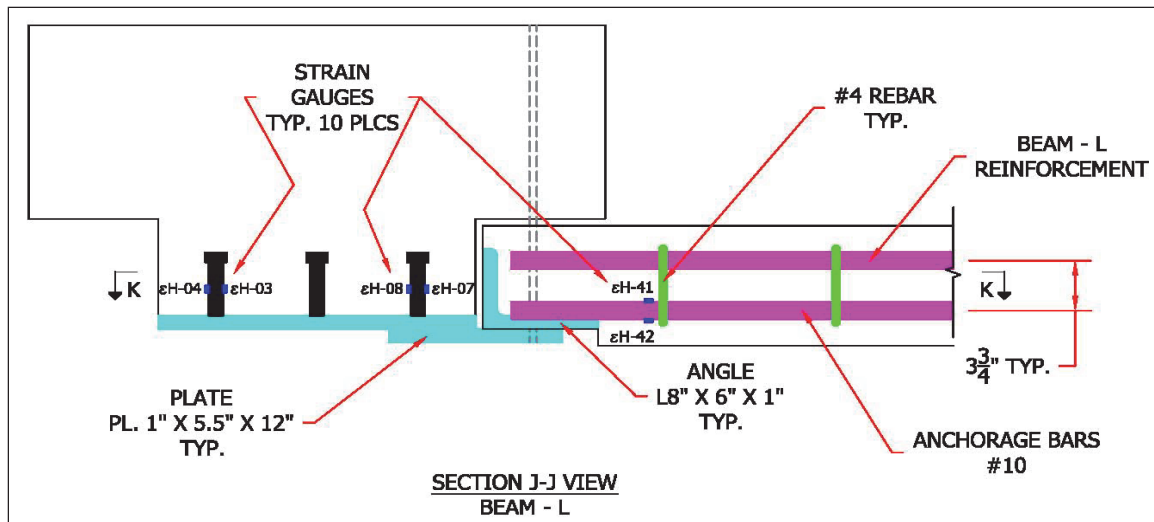 STRAIN
GAUGES
TYP. 10 PLCS
#4 REBAR
TYP.
BEAM - L
REINFORCEMENT
K
εH-04
εH-03
εH-08
εH-07
εH-41
εH-42
K
3 3/4" TYP.
PLATE
PL. 1" X 5.5" X 12"
TYP.
ANGLE
L8" X 6" X 1"
TYP.
ANCHORAGE BARS
#10
SECTION J-J VIEW
BEAM - L